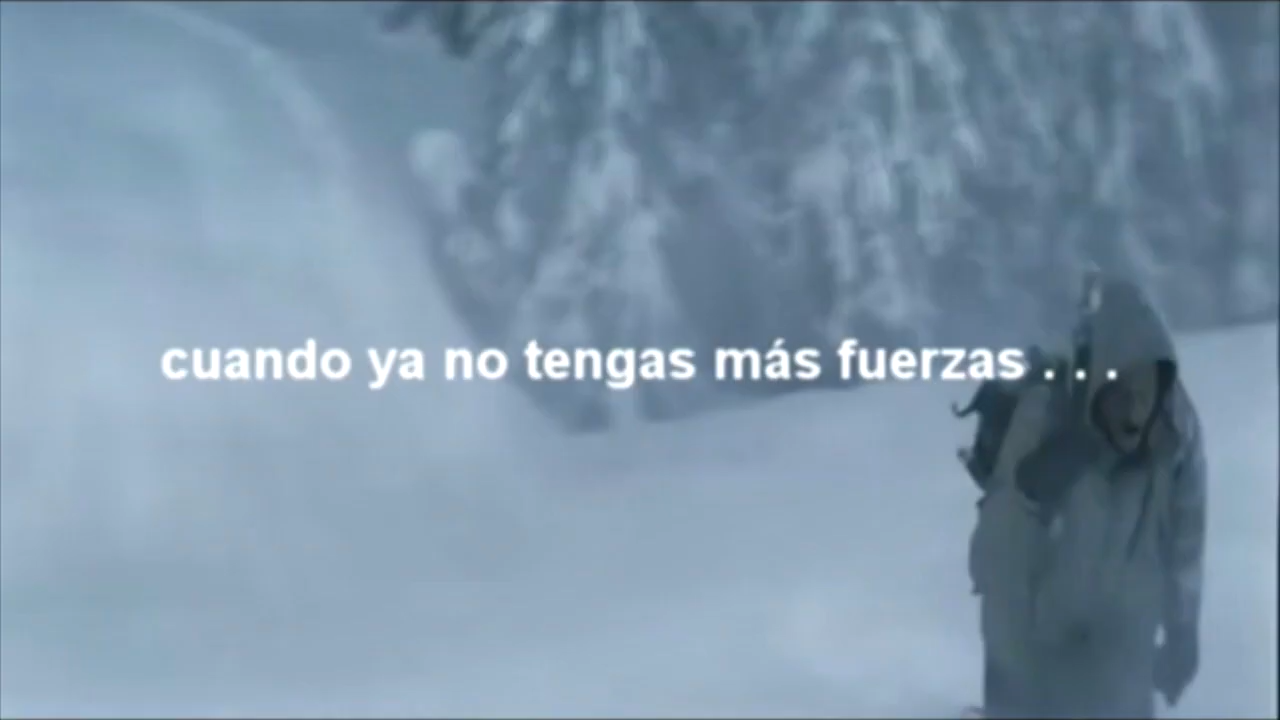 cuando ya no tengas más fuerzas . . .